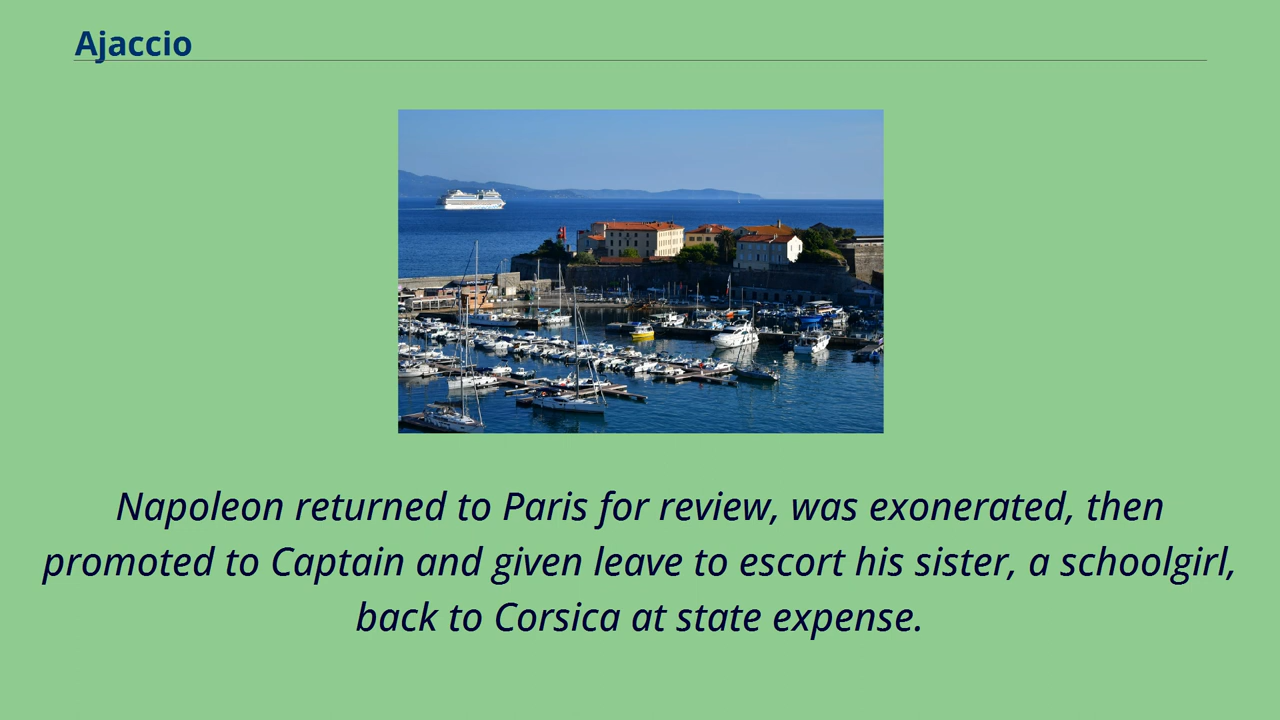 Ajaccio
Napoleon returned to Paris for review, was exonerated, then
promoted to Captain and given leave to escort his sister, a schoolgirl,
back to Corsica at state expense.